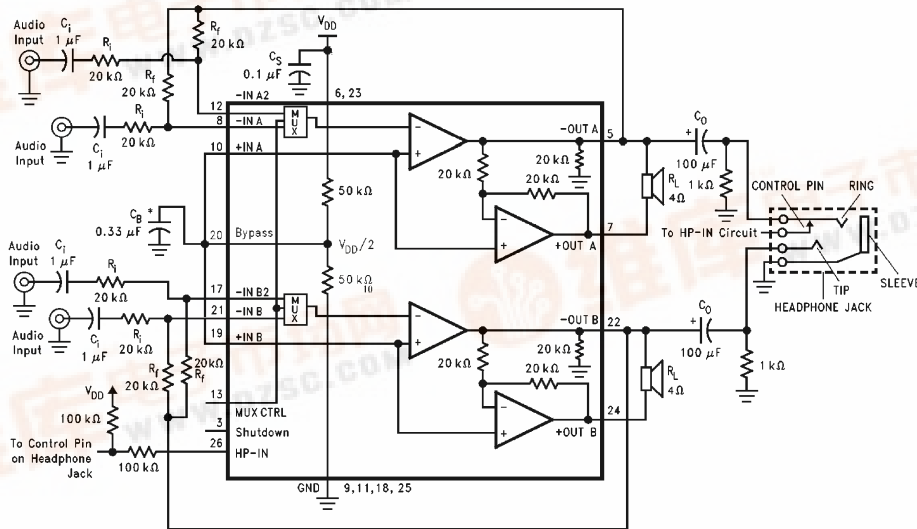 Audio Input
Ci
1 μF
Ri
20 kΩ
Rf
20 kΩ
Rf
20 kΩ
VDD
CS
0.1 μF
6, 23
Audio Input
Ci
1 μF
Ri
20 kΩ
12
-IN A2
8
-IN A
10
+IN A
MUX
-
+
-OUT A
5
20 kΩ
20 kΩ
20 kΩ
-
+
+OUT A
7
RL
4Ω
+
CO
100 μF
1 kΩ
CONTROL PIN
RING
To HP-IN Circuit
TIP
SLEEVE
HEADPHONE JACK
50 kΩ
CB
*
0.33 μF
20
Bypass
VDD/2
50 kΩ
10
Audio Input
Ci
1 μF
Ri
20 kΩ
17
-IN B2
21
-IN B
19
+IN B
MUX
Audio Input
Ci
1 μF
Ri
20 kΩ
Rf
20 kΩ
20kΩ
Rf
-
+
-OUT B
22
20 kΩ
20 kΩ
20 kΩ
-
+
+OUT B
24
RL
4Ω
+
CO
100 μF
1 kΩ
VDD
100 kΩ
13
MUX CTRL
3
Shutdown
26
HP-IN
To Control Pin
on Headphone
Jack
100 kΩ
GND
9, 11, 18, 25
WWW.DZSC.COM